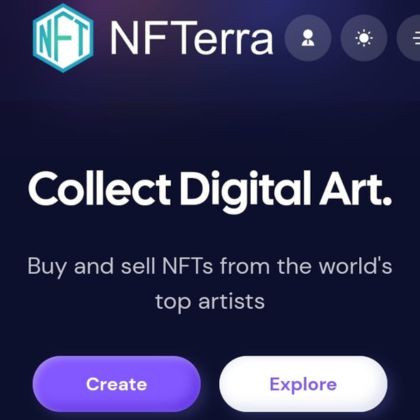 NFT NFTerra
Collect Digital Art.
Buy and sell NFTs from the world's
top artists
Create Explore